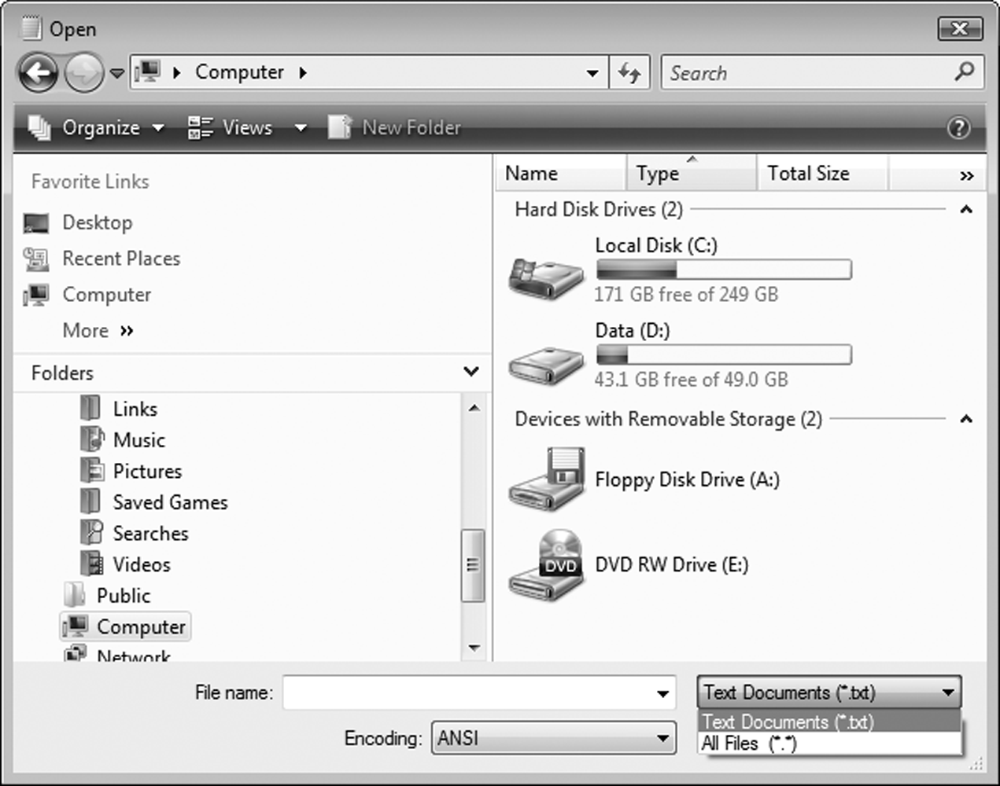 Open
Computer
Search
Organize Views New Folder
Favorite Links
Desktop
Recent Places
Computer
More »
Folders
Links
Music
Pictures
Saved Games
Searches
Videos
Public
Computer
Network
Name Type Total Size »
Hard Disk Drives (2)
Local Disk (C:)
171 GB free of 249 GB
Data (D:)
43.1 GB free of 49.0 GB
Devices with Removable Storage (2)
Floppy Disk Drive (A:)
DVD
DVD RW Drive (E:)
File name:
Text Documents (*.txt)
Text Documents (*.txt)
All Files (*.*)
Encoding: ANSI